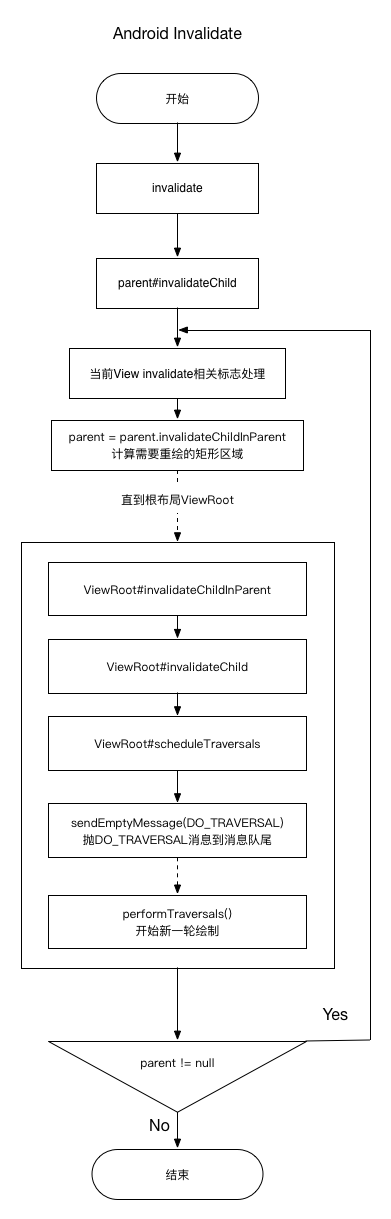 Android Invalidate
开始
invalidate
parent#invalidateChild
当前View invalidate相关标志处理
parent = parent.invalidateChildInParent
计算需要重绘的矩形区域
直到根布局ViewRoot
ViewRoot#invalidateChildInParent
ViewRoot#invalidateChild
ViewRoot#scheduleTraversals
sendEmptyMessage(DO_TRAVERSAL)
抛DO_TRAVERSAL消息到消息队尾
performTraversals()
开始新一轮绘制
Yes
parent != null
No
结束